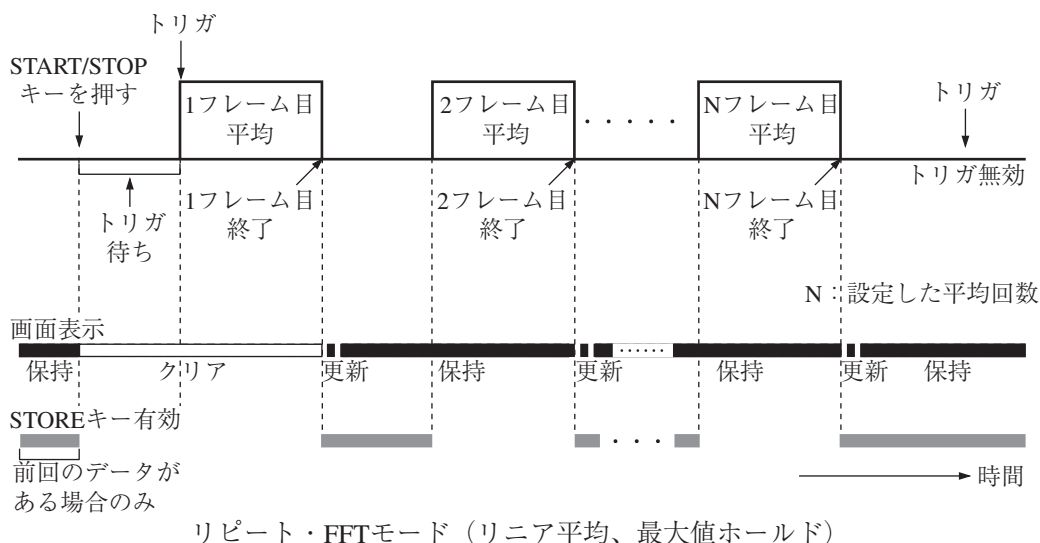 トリガ
START/STOP
キーを押す
1フレーム目
平均
2フレーム目
平均
・・・・・
Nフレーム目
平均
トリガ
トリガ無効
トリガ
待ち
1フレーム目
終了
2フレーム目
終了
Nフレーム目
終了
N：設定した平均回数
画面表示
保持
クリア
更新
保持
更新
保持
更新
保持
STOREキー有効
・・・
前回のデータが
ある場合のみ
時間
リピート・FFTモード（リニア平均、最大値ホールド）